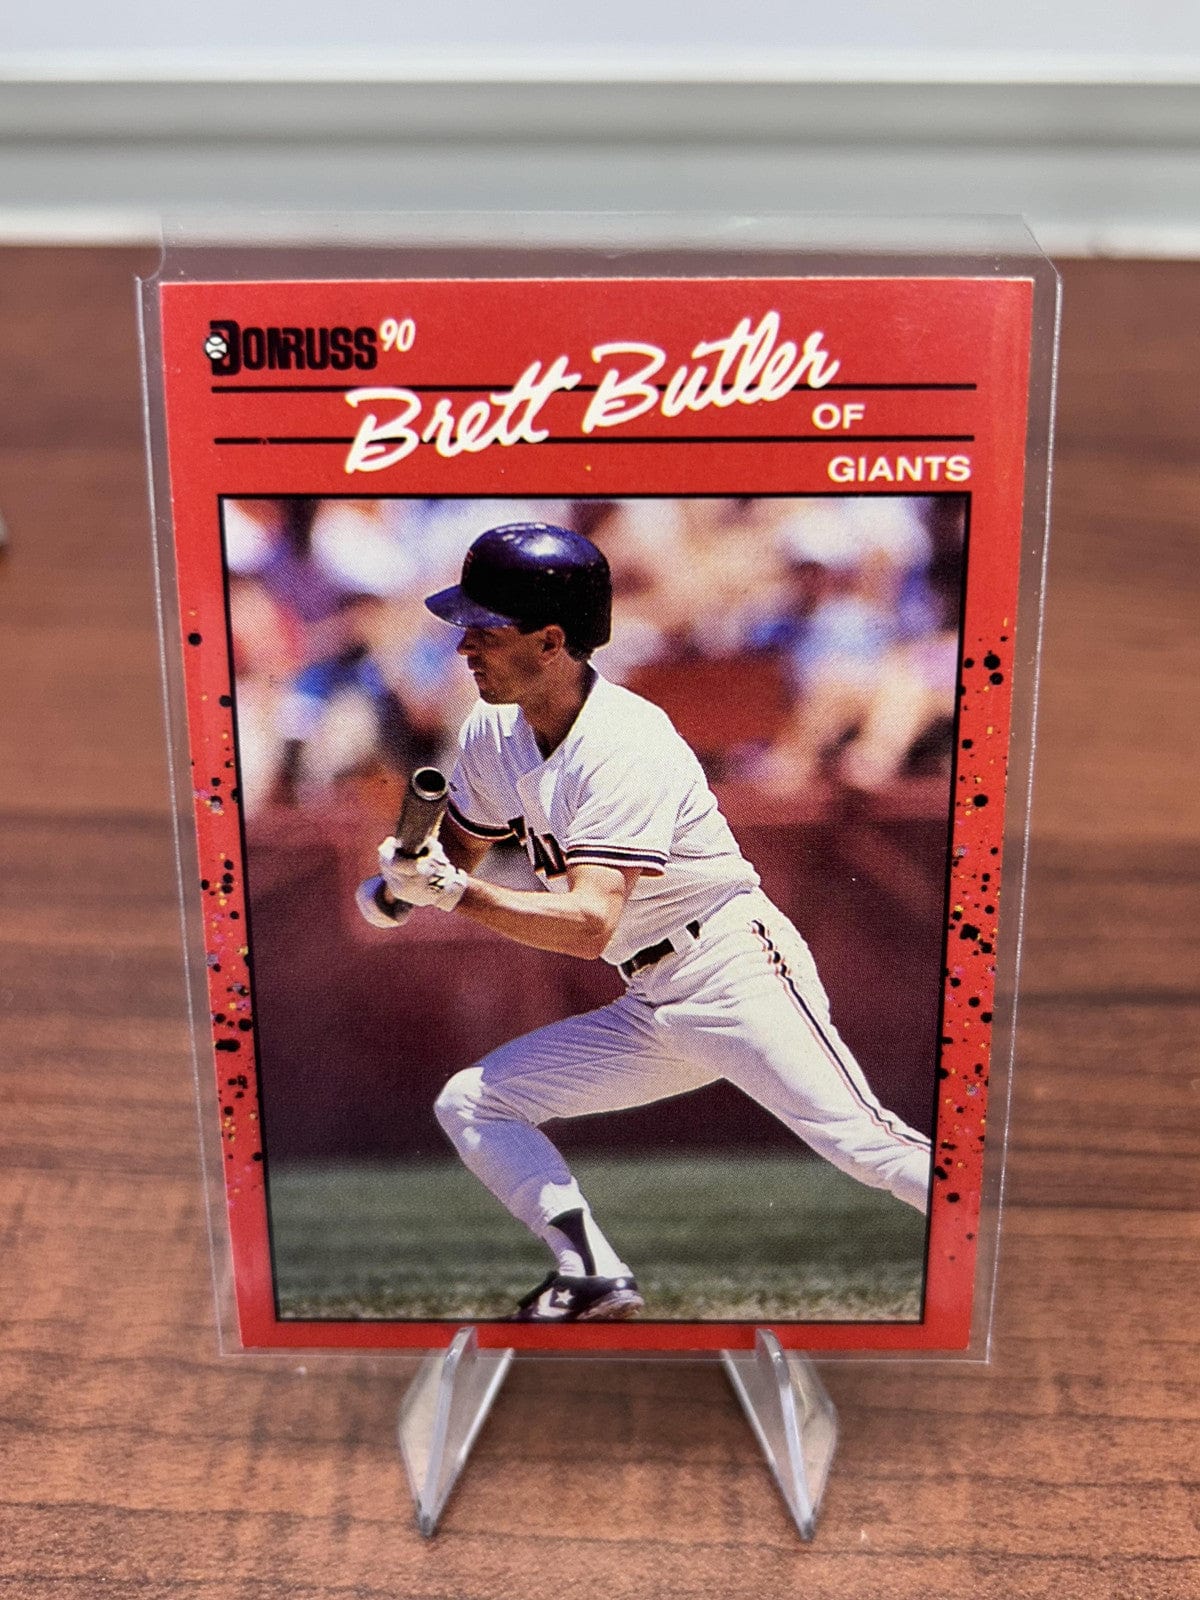 DONRUSS 90
Brett Butler
OF
GIANTS